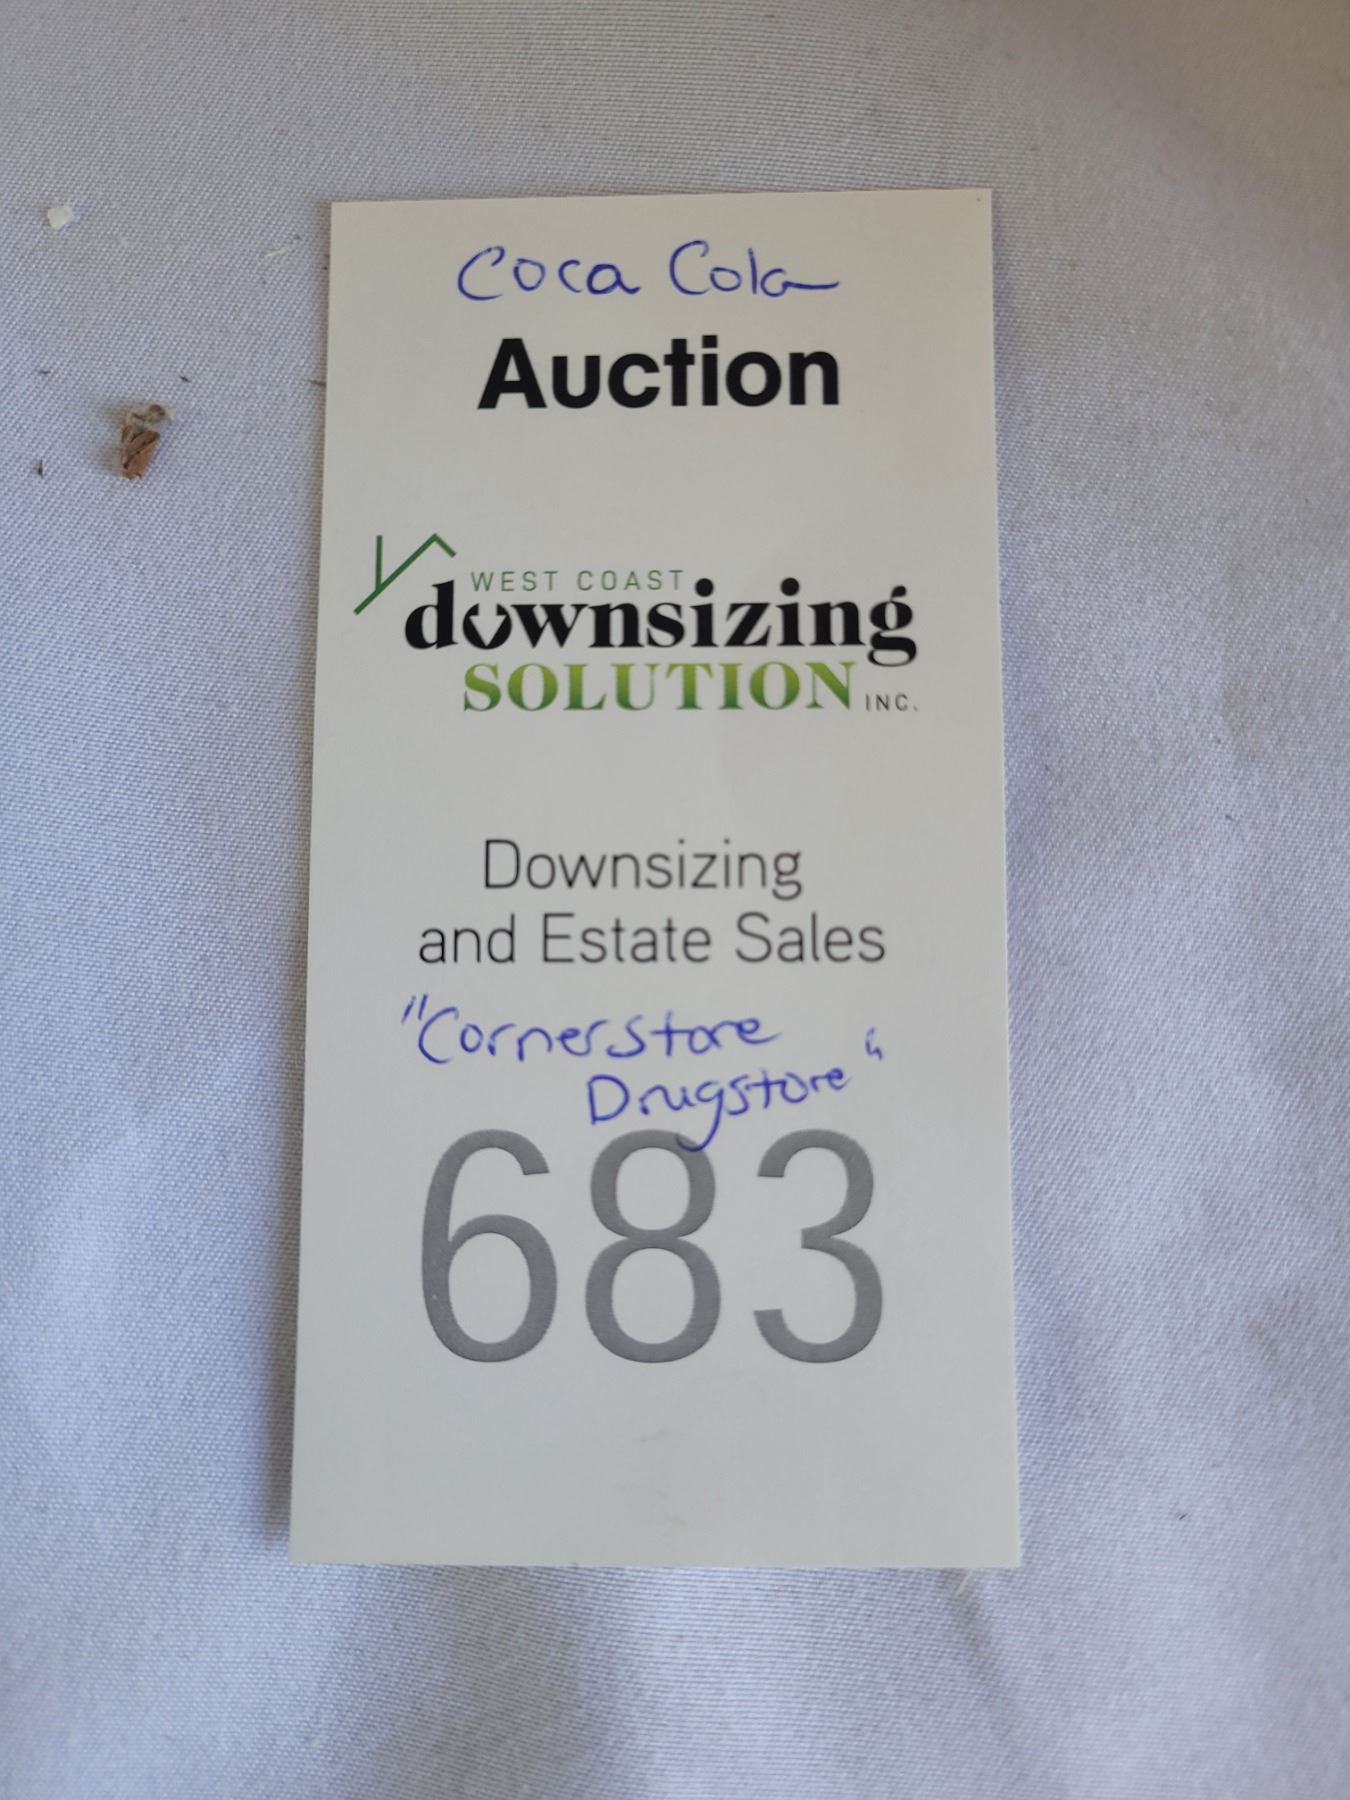 Coca Cola
Auction
WEST COAST
downsizing
SOLUTION INC.
Downsizing
and Estate Sales
"Cornerstore
Drugstore"
683